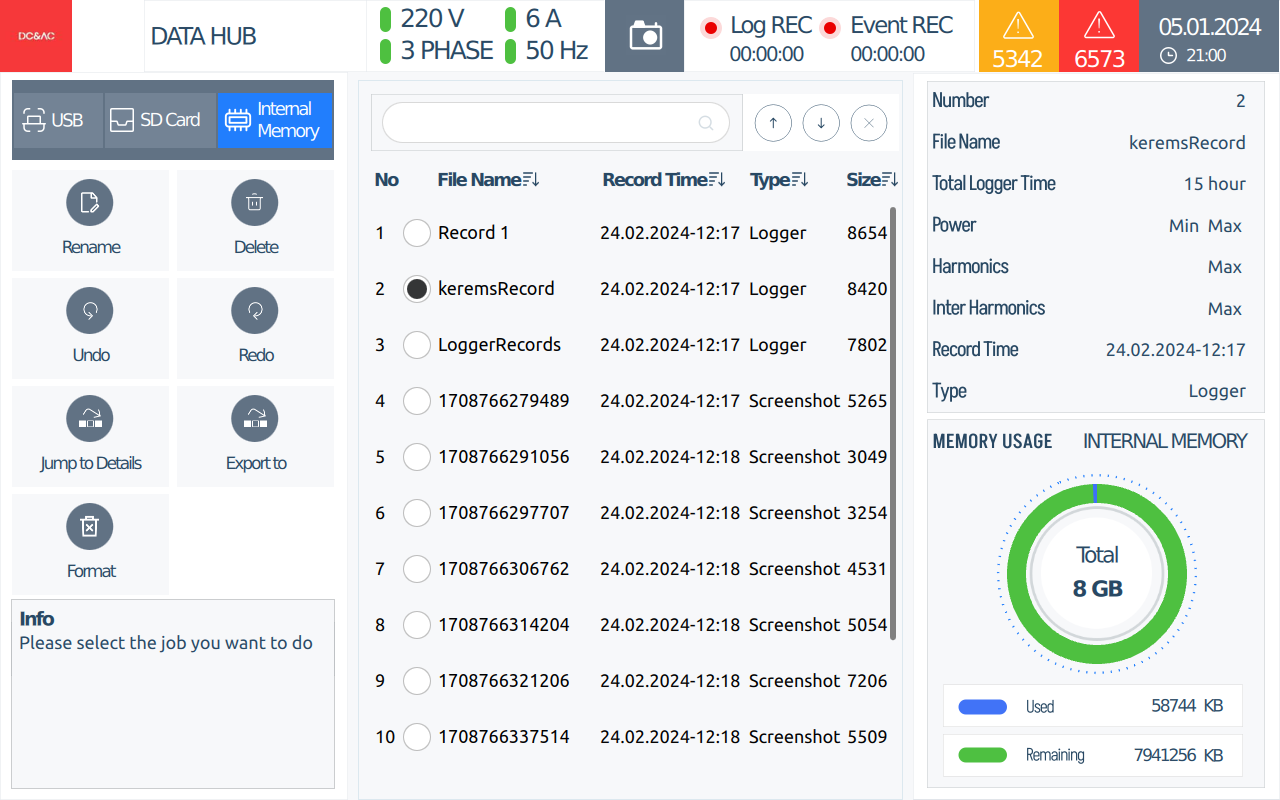 DC&AC
DATA HUB
220 V
6 A
3 PHASE
50 Hz
Log REC
00:00:00
Event REC
00:00:00
5342
6573
05.01.2024
21:00
USB
SD Card
Internal
Memory
Rename
Delete
Undo
Redo
Jump to Details
Export to
Format
Info
Please select the job you want to do
No File Name Record Time Type Size
1 Record 1 24.02.2024-12:17 Logger 8654
2 keremsRecord 24.02.2024-12:17 Logger 8420
3 LoggerRecords 24.02.2024-12:17 Logger 7802
4 1708766279489 24.02.2024-12:17 Screenshot 5265
5 1708766291056 24.02.2024-12:18 Screenshot 3049
6 1708766297707 24.02.2024-12:18 Screenshot 3254
7 1708766306762 24.02.2024-12:18 Screenshot 4531
8 1708766314204 24.02.2024-12:18 Screenshot 5054
9 1708766321206 24.02.2024-12:18 Screenshot 7206
10 1708766337514 24.02.2024-12:18 Screenshot 5509
Number 2
File Name keremsRecord
Total Logger Time 15 hour
Power Min Max
Harmonics Max
Inter Harmonics Max
Record Time 24.02.2024-12:17
Type Logger
MEMORY USAGE INTERNAL MEMORY
Total
8 GB
Used 58744 KB
Remaining 7941256 KB